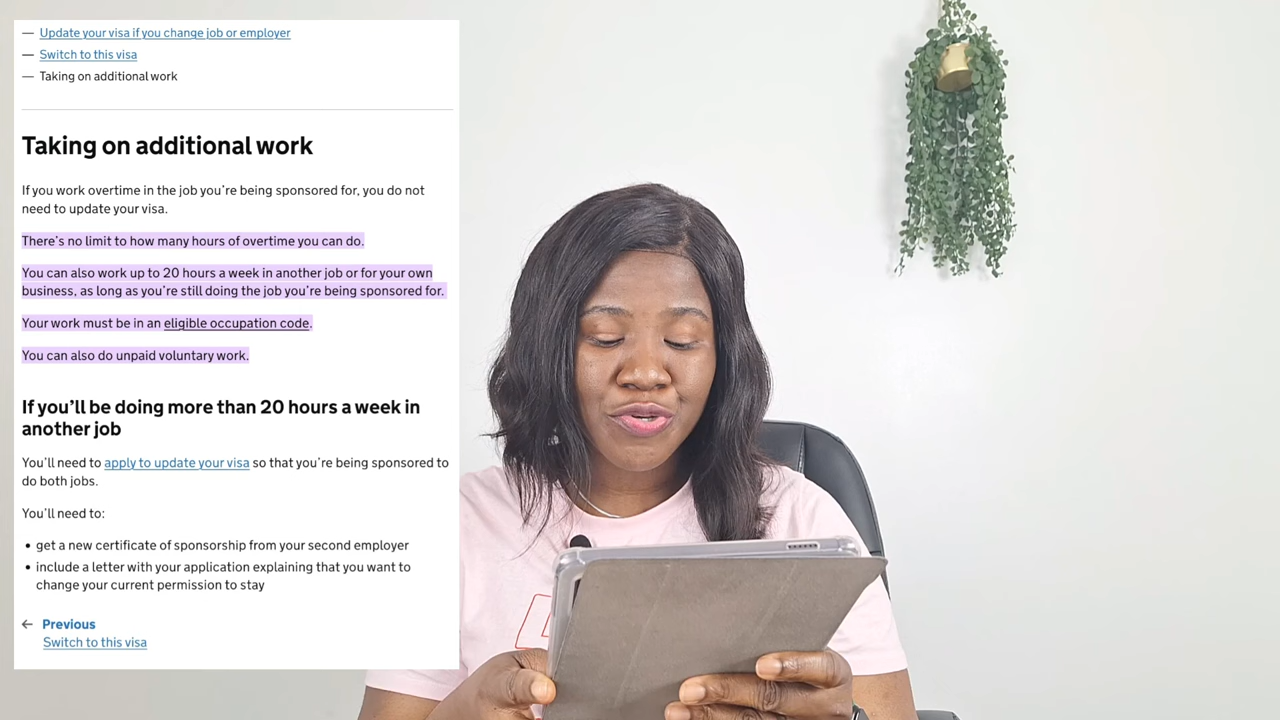 — Update your visa if you change job or employer
— Switch to this visa
— Taking on additional work
Taking on additional work
If you work overtime in the job you’re being sponsored for, you do not
need to update your visa.
There’s no limit to how many hours of overtime you can do.
You can also work up to 20 hours a week in another job or for your own
business, as long as you’re still doing the job you’re being sponsored for.
Your work must be in an eligible occupation code.
You can also do unpaid voluntary work.
If you’ll be doing more than 20 hours a week in
another job
You’ll need to apply to update your visa so that you’re being sponsored to
do both jobs.
You’ll need to:
• get a new certificate of sponsorship from your second employer
• include a letter with your application explaining that you want to
change your current permission to stay
← Previous
Switch to this visa